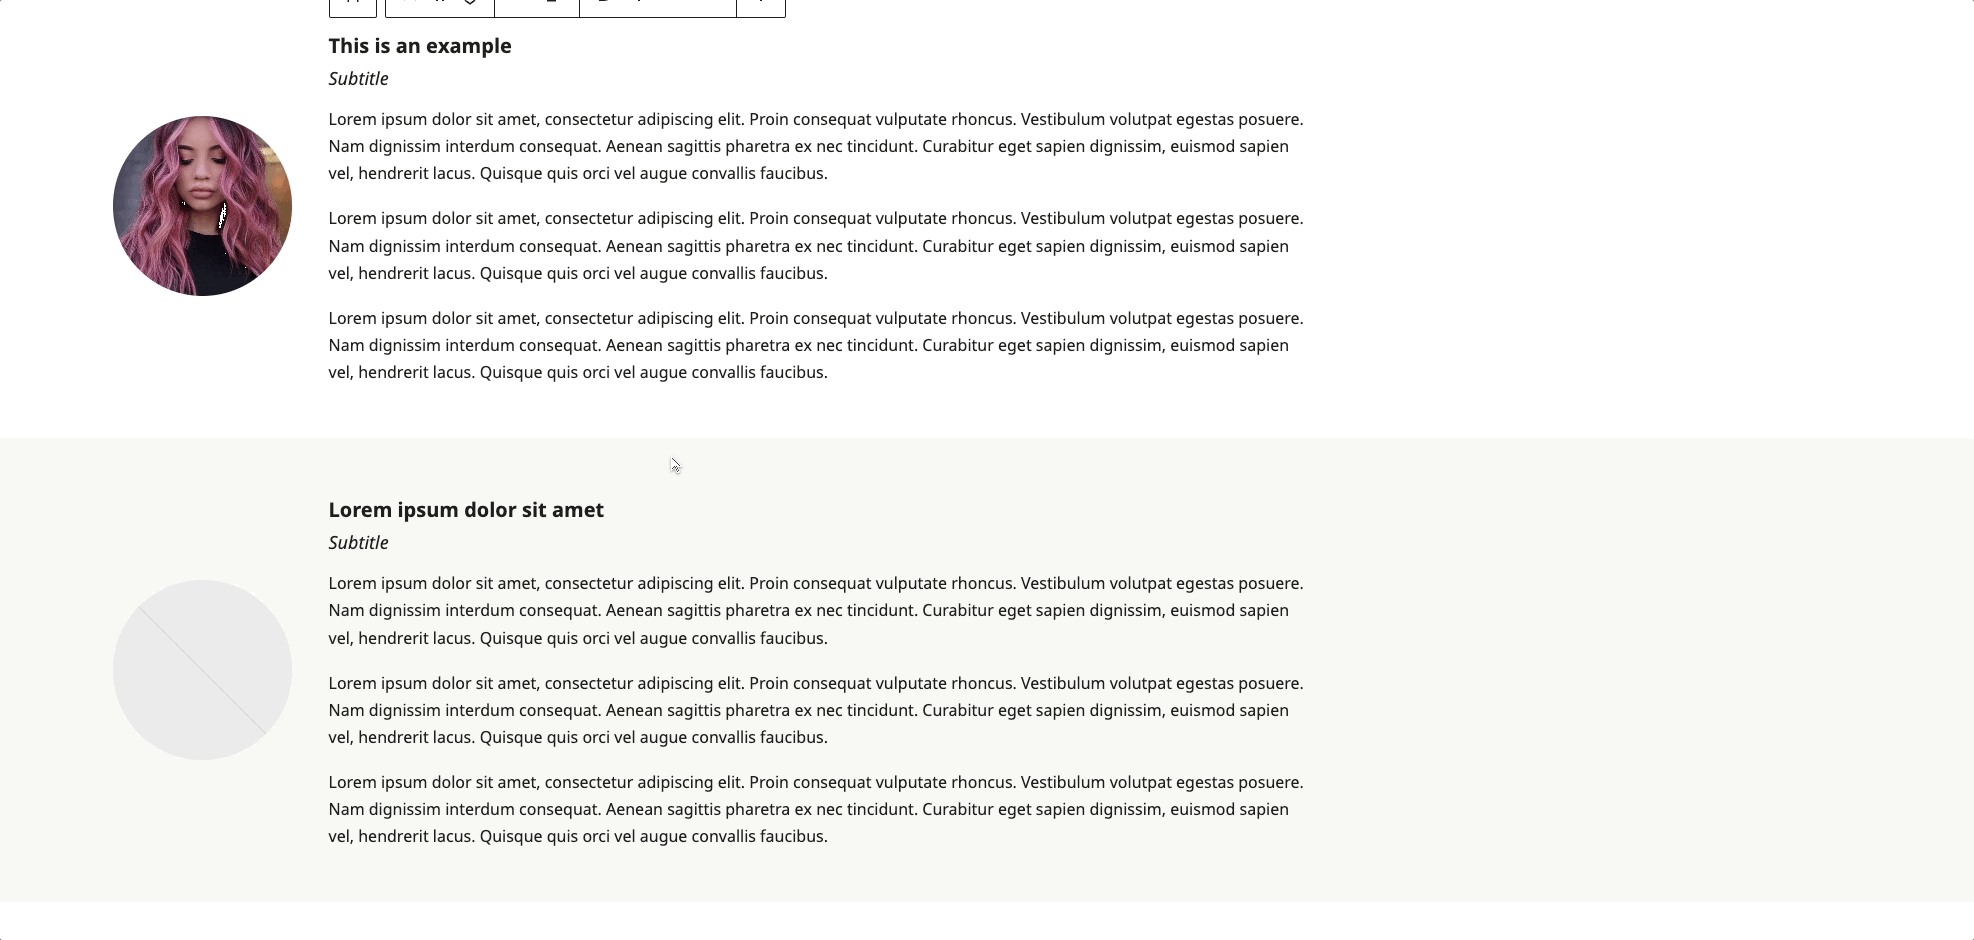 This is an example
Subtitle
Lorem ipsum dolor sit amet, consectetur adipiscing elit. Proin consequat vulputate rhoncus. Vestibulum volutpat egestas posuere.
Nam dignissim interdum consequat. Aenean sagittis pharetra ex nec tincidunt. Curabitur eget sapien dignissim, euismod sapien
vel, hendrerit lacus. Quisque quis orci vel augue convallis faucibus.
Lorem ipsum dolor sit amet, consectetur adipiscing elit. Proin consequat vulputate rhoncus. Vestibulum volutpat egestas posuere.
Nam dignissim interdum consequat. Aenean sagittis pharetra ex nec tincidunt. Curabitur eget sapien dignissim, euismod sapien
vel, hendrerit lacus. Quisque quis orci vel augue convallis faucibus.
Lorem ipsum dolor sit amet, consectetur adipiscing elit. Proin consequat vulputate rhoncus. Vestibulum volutpat egestas posuere.
Nam dignissim interdum consequat. Aenean sagittis pharetra ex nec tincidunt. Curabitur eget sapien dignissim, euismod sapien
vel, hendrerit lacus. Quisque quis orci vel augue convallis faucibus.
Lorem ipsum dolor sit amet
Subtitle
Lorem ipsum dolor sit amet, consectetur adipiscing elit. Proin consequat vulputate rhoncus. Vestibulum volutpat egestas posuere.
Nam dignissim interdum consequat. Aenean sagittis pharetra ex nec tincidunt. Curabitur eget sapien dignissim, euismod sapien
vel, hendrerit lacus. Quisque quis orci vel augue convallis faucibus.
Lorem ipsum dolor sit amet, consectetur adipiscing elit. Proin consequat vulputate rhoncus. Vestibulum volutpat egestas posuere.
Nam dignissim interdum consequat. Aenean sagittis pharetra ex nec tincidunt. Curabitur eget sapien dignissim, euismod sapien
vel, hendrerit lacus. Quisque quis orci vel augue convallis faucibus.
Lorem ipsum dolor sit amet, consectetur adipiscing elit. Proin consequat vulputate rhoncus. Vestibulum volutpat egestas posuere.
Nam dignissim interdum consequat. Aenean sagittis pharetra ex nec tincidunt. Curabitur eget sapien dignissim, euismod sapien
vel, hendrerit lacus. Quisque quis orci vel augue convallis faucibus.